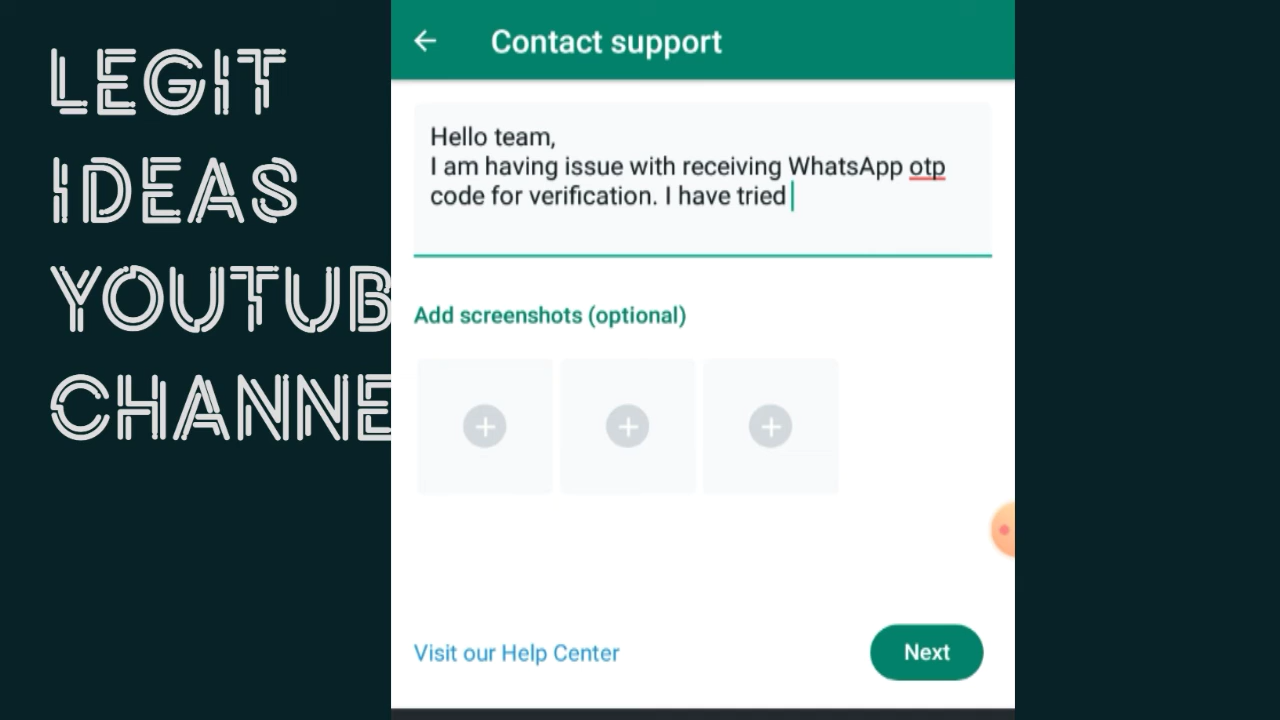 LEGIT
IDEAS
YOUTUB
CHANNE
Contact support
Hello team,
I am having issue with receiving WhatsApp otp
code for verification. I have tried
Add screenshots (optional)
Visit our Help Center
Next